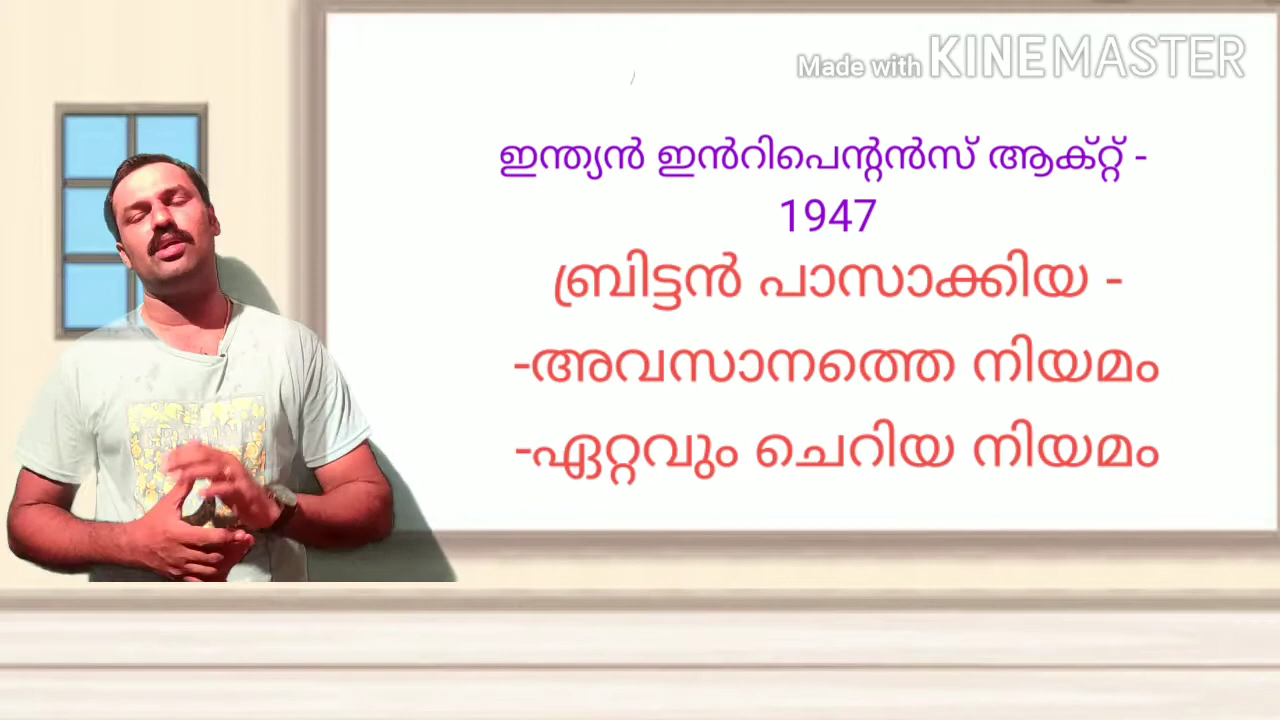 Made with KINEMASTER
ഇന്ത്യൻ ഇൻറിപെന്റൻസ് ആക്റ്റ് -
1947
ബ്രിട്ടൻ പാസാക്കിയ -
-അവസാനത്തെ നിയമം
-ഏറ്റവും ചെറിയ നിയമം